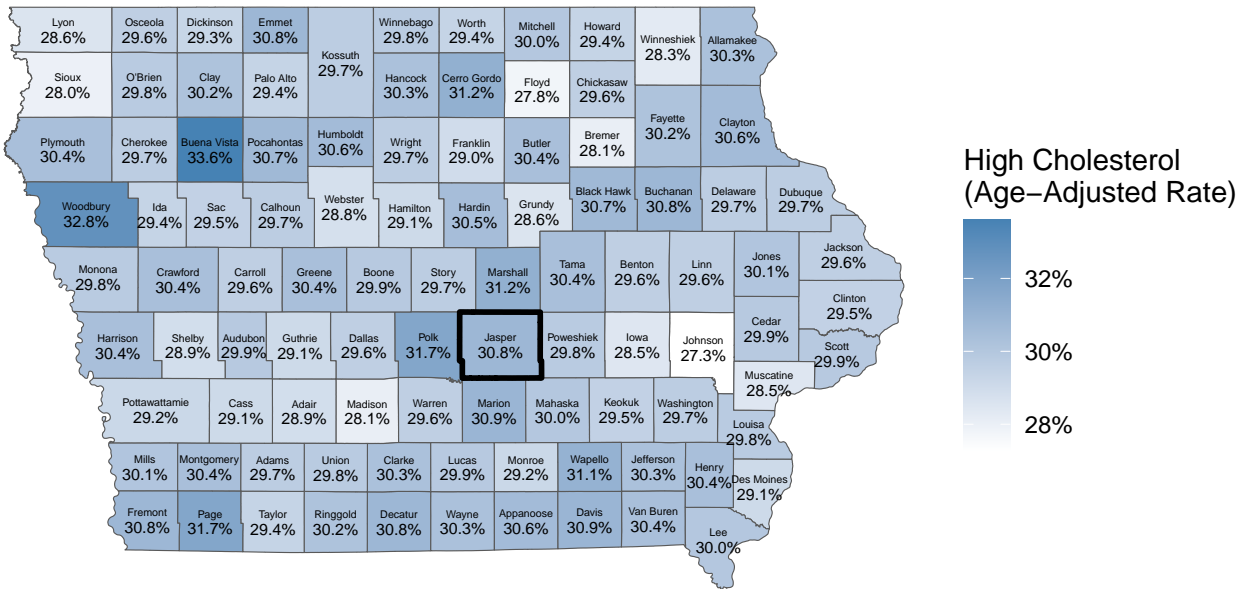 Lyon
28.6%
Osceola
29.6%
Dickinson
29.3%
Emmet
30.8%
Kossuth
29.7%
Winnebago
29.8%
Worth
29.4%
Mitchell
30.0%
Howard
29.4%
Winneshiek
28.3%
Allamakee
30.3%
Sioux
28.0%
O'Brien
29.8%
Clay
30.2%
Palo Alto
29.4%
Hancock
30.3%
Cerro Gordo
31.2%
Floyd
27.8%
Chickasaw
29.6%
Fayette
30.2%
Clayton
30.6%
Plymouth
30.4%
Cherokee
29.7%
Buena Vista
33.6%
Pocahontas
30.7%
Humboldt
30.6%
Wright
29.7%
Franklin
29.0%
Butler
30.4%
Bremer
28.1%
Woodbury
32.8%
Ida
29.4%
Sac
29.5%
Calhoun
29.7%
Webster
28.8%
Hamilton
29.1%
Hardin
30.5%
Grundy
28.6%
Black Hawk
30.7%
Buchanan
30.8%
Delaware
29.7%
Dubuque
29.7%
Monona
29.8%
Crawford
30.4%
Carroll
29.6%
Greene
30.4%
Boone
29.9%
Story
29.7%
Marshall
31.2%
Tama
30.4%
Benton
29.6%
Linn
29.6%
Jones
30.1%
Jackson
29.6%
Clinton
29.5%
Harrison
30.4%
Shelby
28.9%
Audubon
29.9%
Guthrie
29.1%
Dallas
29.6%
Polk
31.7%
Jasper
30.8%
Poweshiek
29.8%
Iowa
28.5%
Johnson
27.3%
Cedar
29.9%
Scott
29.9%
Muscatine
28.5%
Pottawattamie
29.2%
Cass
29.1%
Adair
28.9%
Madison
28.1%
Warren
29.6%
Marion
30.9%
Mahaska
30.0%
Keokuk
29.5%
Washington
29.7%
Louisa
29.8%
Mills
30.1%
Montgomery
30.4%
Adams
29.7%
Union
29.8%
Clarke
30.3%
Lucas
29.9%
Monroe
29.2%
Wapello
31.1%
Jefferson
30.3%
Henry
30.4%
Des Moines
29.1%
Fremont
30.8%
Page
31.7%
Taylor
29.4%
Ringgold
30.2%
Decatur
30.8%
Wayne
30.3%
Appanoose
30.6%
Davis
30.9%
Van Buren
30.4%
Lee
30.0%
High Cholesterol
(Age−Adjusted Rate)
32%
30%
28%